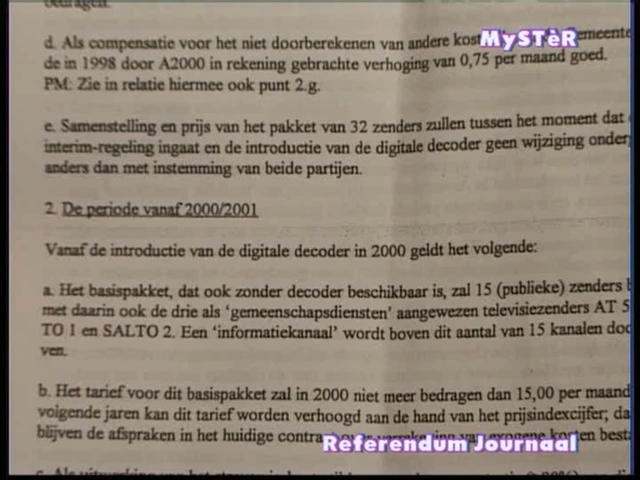 bedragen.
d. Als compensatie voor het niet doorberekenen van andere kost
MySTèR
emeente
de in 1998 door A2000 in rekening gebrachte verhoging van 0,75 per maand goed.
PM: Zie in relatie hiermee ook punt 2.g.
e. Samenstelling en prijs van het pakket van 32 zenders zullen tussen het moment dat
interim-regeling ingaat en de introductie van de digitale decoder geen wijziging onder
anders dan met instemming van beide partijen.
2. De periode vanaf 2000/2001
Vanaf de introductie van de digitale decoder in 2000 geldt het volgende:
a. Het basispakket, dat ook zonder decoder beschikbaar is, zal 15 (publieke) zenders
met daarin ook de drie als 'gemeenschapsdiensten' aangewezen televisiezenders AT 5
TO 1 en SALTO 2. Een 'informatiekanaal' wordt boven dit aantal van 15 kanalen doo
ven.
b. Het tarief voor dit basispakket zal in 2000 niet meer bedragen dan 15,00 per maand
volgende jaren kan dit tarief worden verhoogd aan de hand van het prijsindexcijfer; da
blijven de afspraken in het huidige contra van exogene kosten best
Referendum Journaal